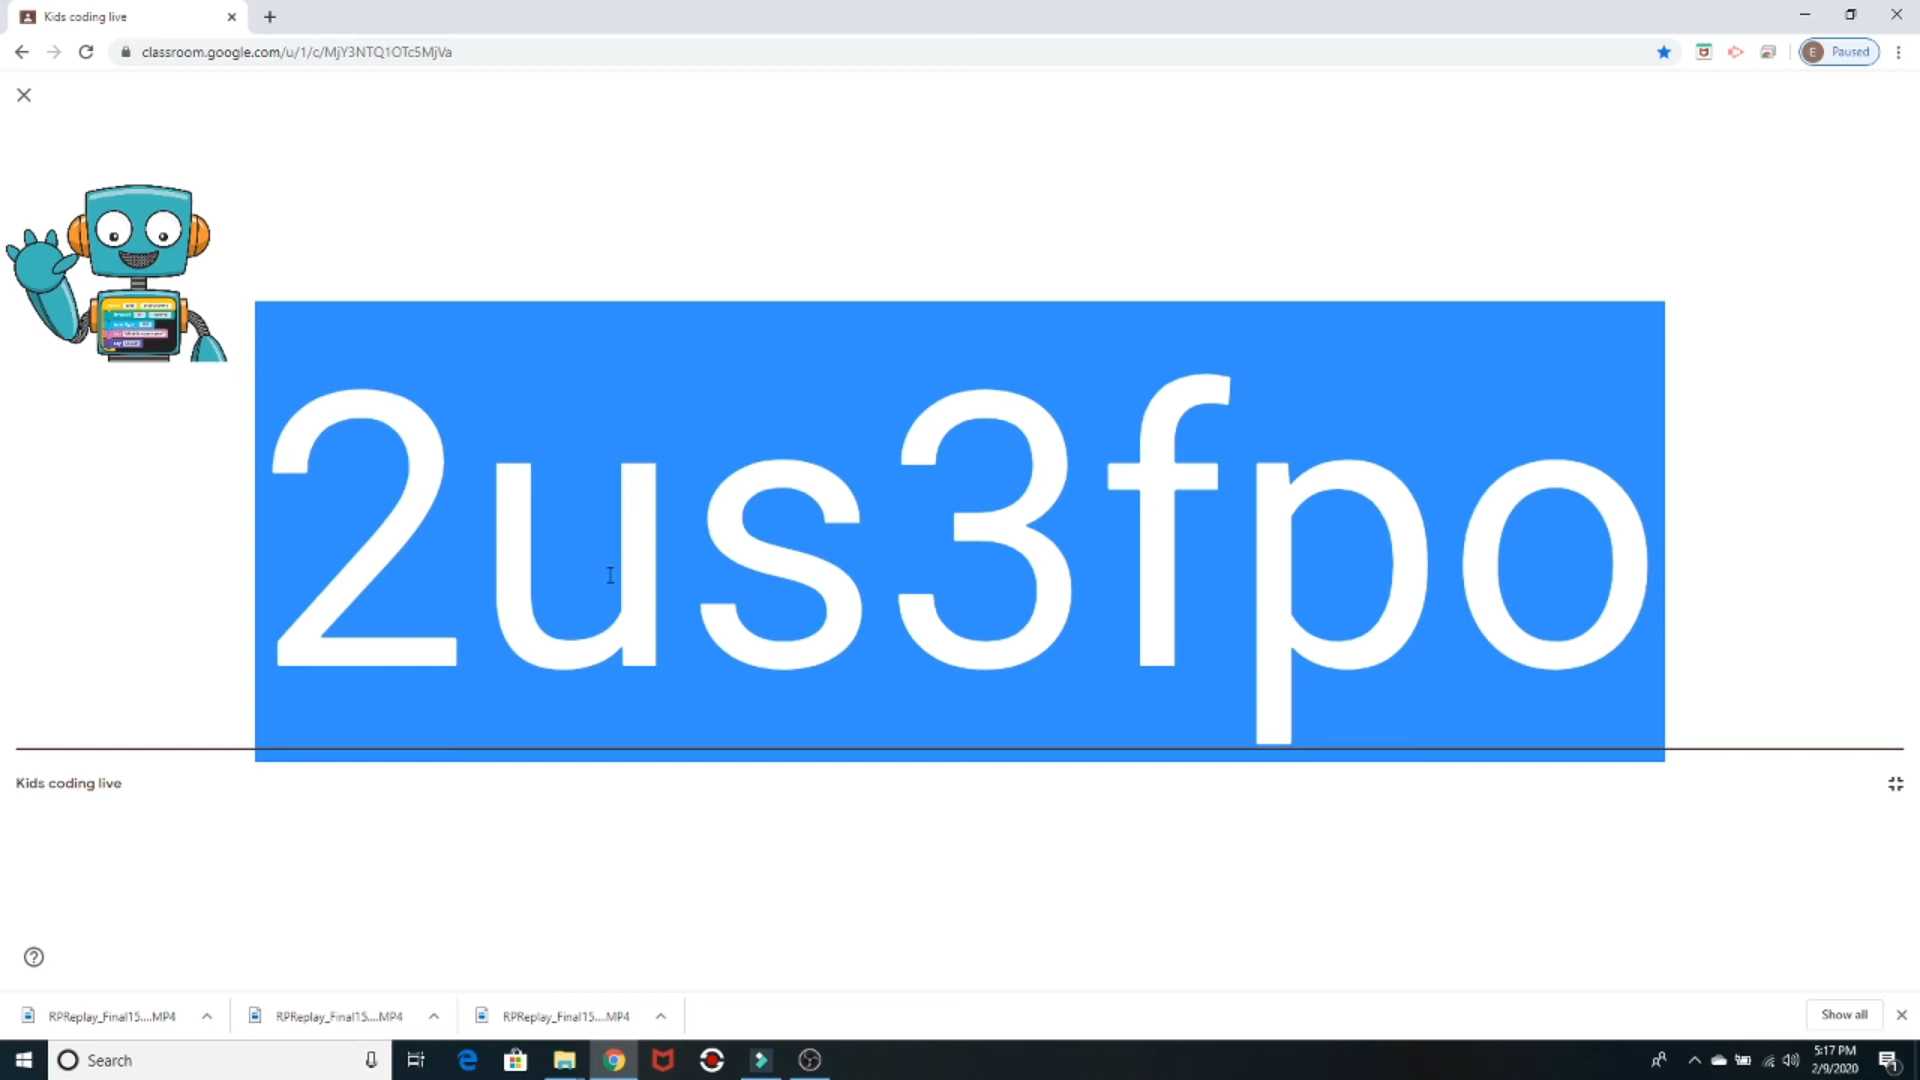 Kids coding live
classroom.google.com/u/1/c/MjY3NTQ1OTc5MjVa
E Paused
2us3fpo
Kids coding live
RPReplay_Final15....MP4
RPReplay_Final15....MP4
RPReplay_Final15....MP4
Show all
Search
5:17 PM
2/9/2020
1